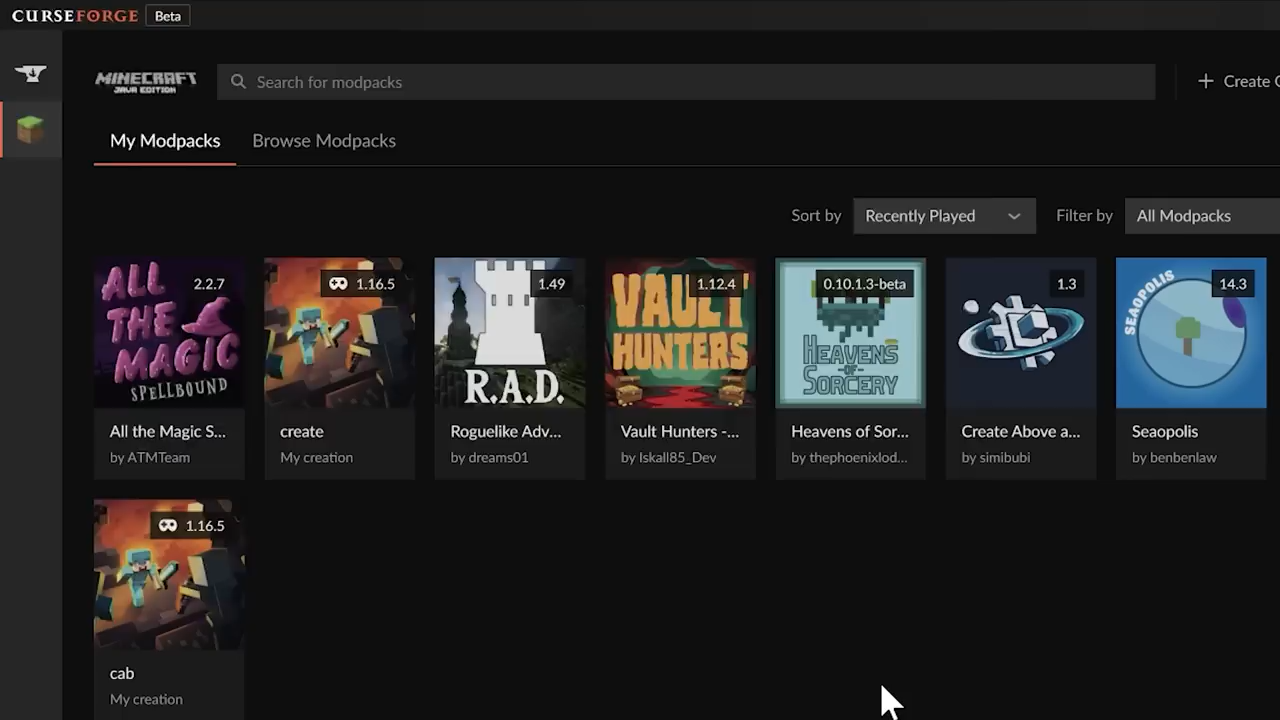 CURSEFORGE Beta
MINECRAFT
JAVA EDITION
Search for modpacks
+ Create
My Modpacks
Browse Modpacks
Sort by
Recently Played
Filter by
All Modpacks
ALL THE MAGIC SPELLBOUND
2.2.7
All the Magic S...
by ATMTeam
1.16.5
create
My creation
1.49
R.A.D.
Roguelike Adv...
by dreams01
1.12.4
VAULT HUNTERS
Vault Hunters -...
by Iskall85_Dev
0.10.1.3-beta
HEAVENS
-OF-
SORCERY
Heavens of Sor...
by thephoenixlod...
1.3
Create Above a...
by simibubi
14.3
SEAOPOLIS
Seaopolis
by benbenlaw
1.16.5
cab
My creation